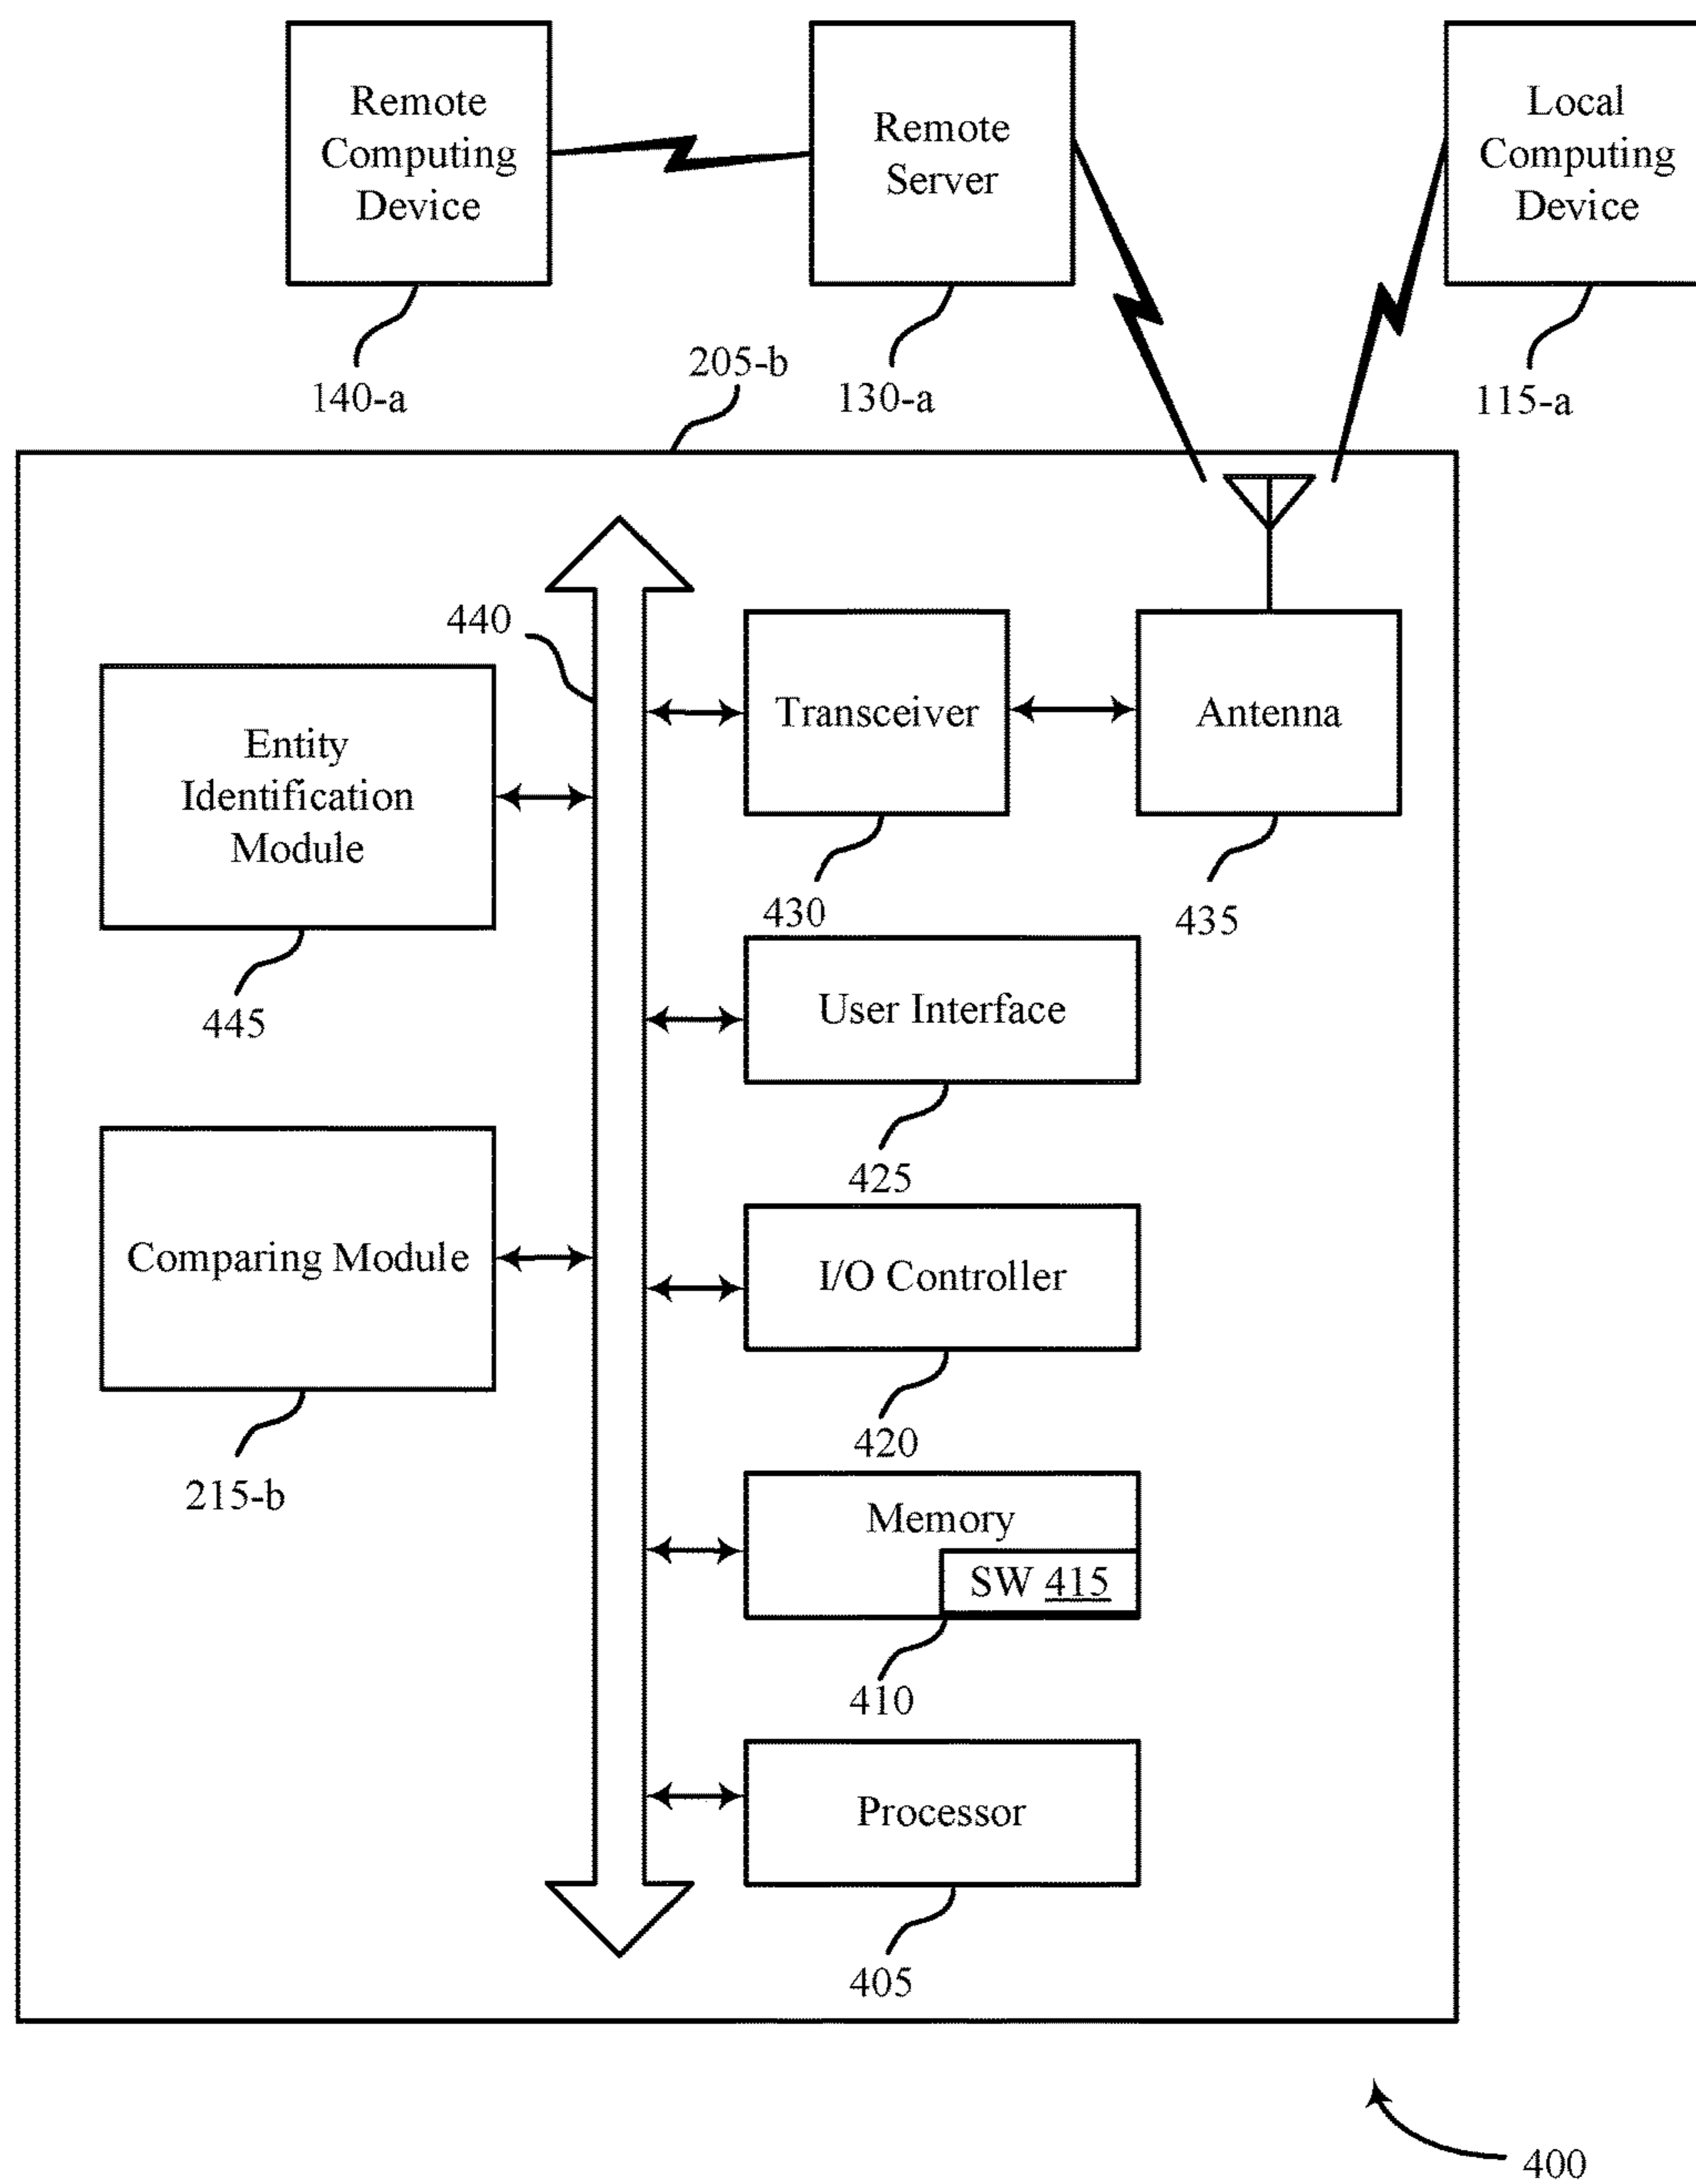 Remote
Computing
Device
Remote
Server
Local
Computing
Device
140-a
205-b
130-a
115-a
440
Transceiver
Antenna
Entity
Identification
Module
430
435
445
User Interface
425
Comparing Module
I/O Controller
420
215-b
Memory
SW 415
410
Processor
405
400